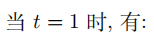 当 t = 1 时, 有: